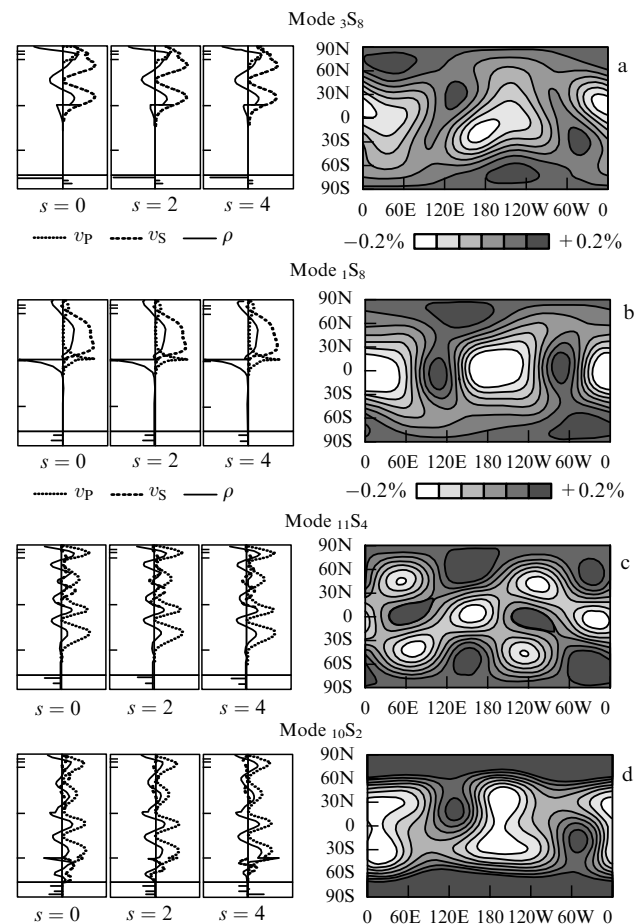 Mode ₃S₈
90N
60N
30N
0
30S
60S
90S
a
0 60E 120E 180 120W 60W 0
s = 0 s = 2 s = 4
v_P v_S ρ
−0.2% +0.2%
Mode ₁S₈
90N
60N
30N
0
30S
60S
90S
b
0 60E 120E 180 120W 60W 0
s = 0 s = 2 s = 4
v_P v_S ρ
−0.2% +0.2%
Mode ₁₁S₄
90N
60N
30N
0
30S
60S
90S
c
0 60E 120E 180 120W 60W 0
s = 0 s = 2 s = 4
Mode ₁₀S₂
90N
60N
30N
0
30S
60S
90S
d
0 60E 120E 180 120W 60W 0
s = 0 s = 2 s = 4